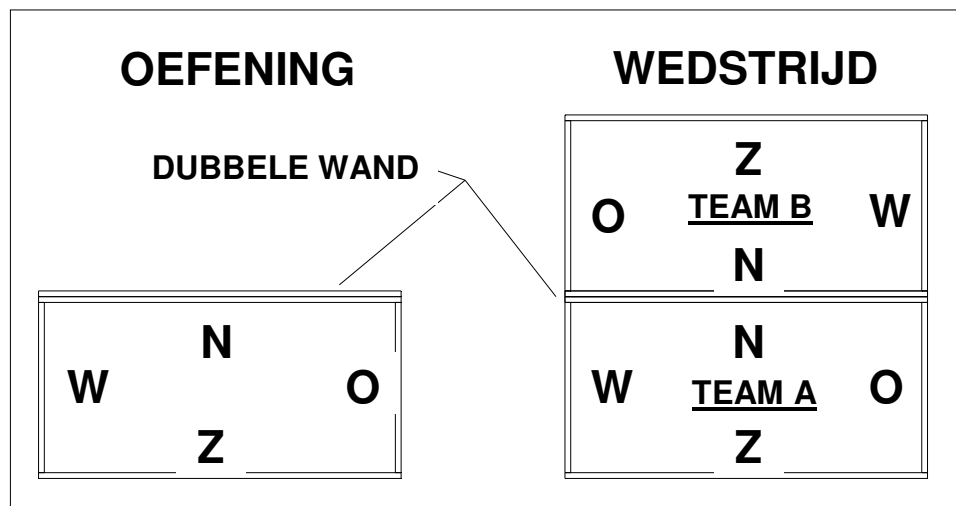 OEFENING
WEDSTRIJD
DUBBELE WAND
Z
O TEAM B W
N
N
W O
Z
N
W TEAM A O
Z